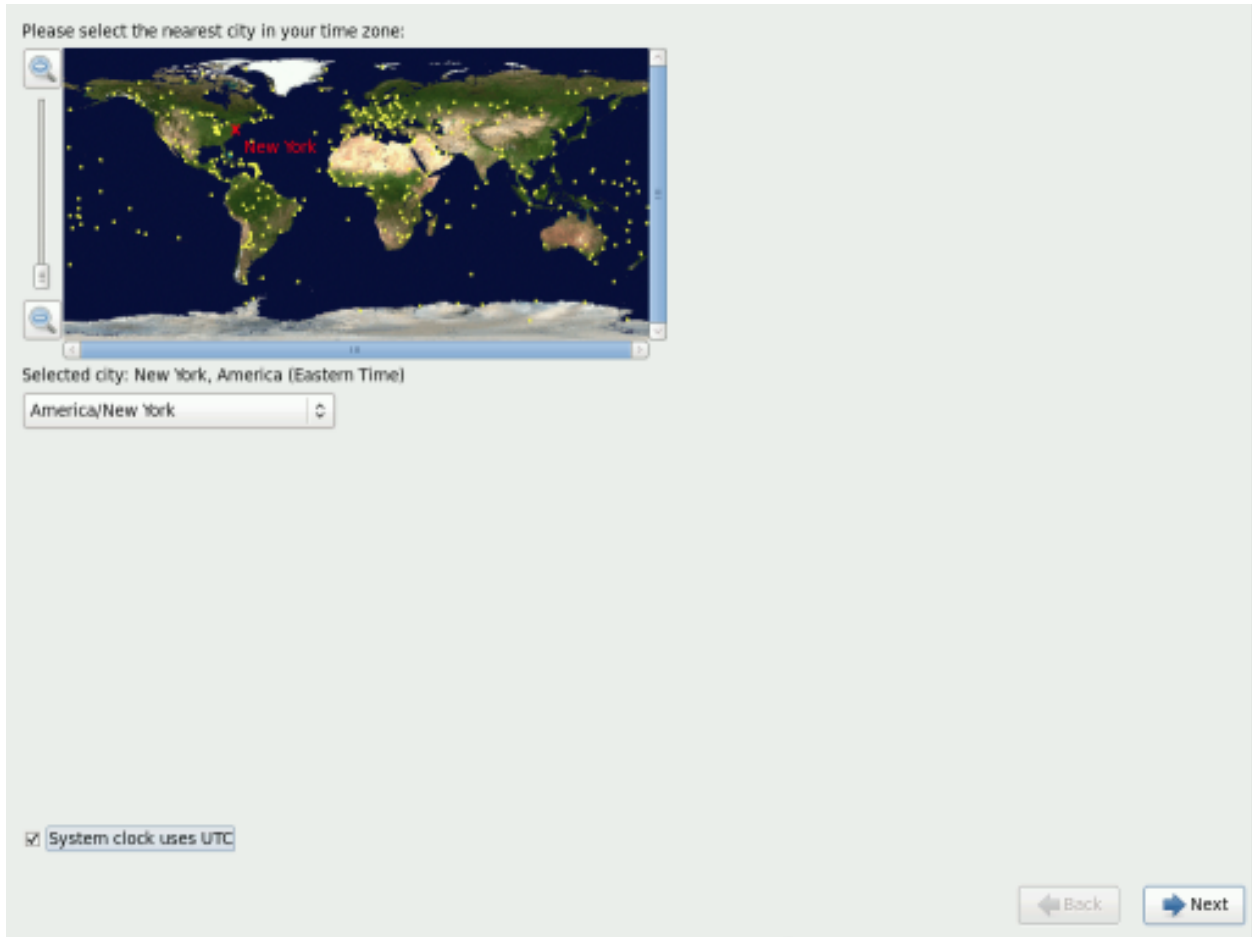 Please select the nearest city in your time zone:
New York
Selected city: New York, America (Eastern Time)
America/New York
System clock uses UTC
Back
Next